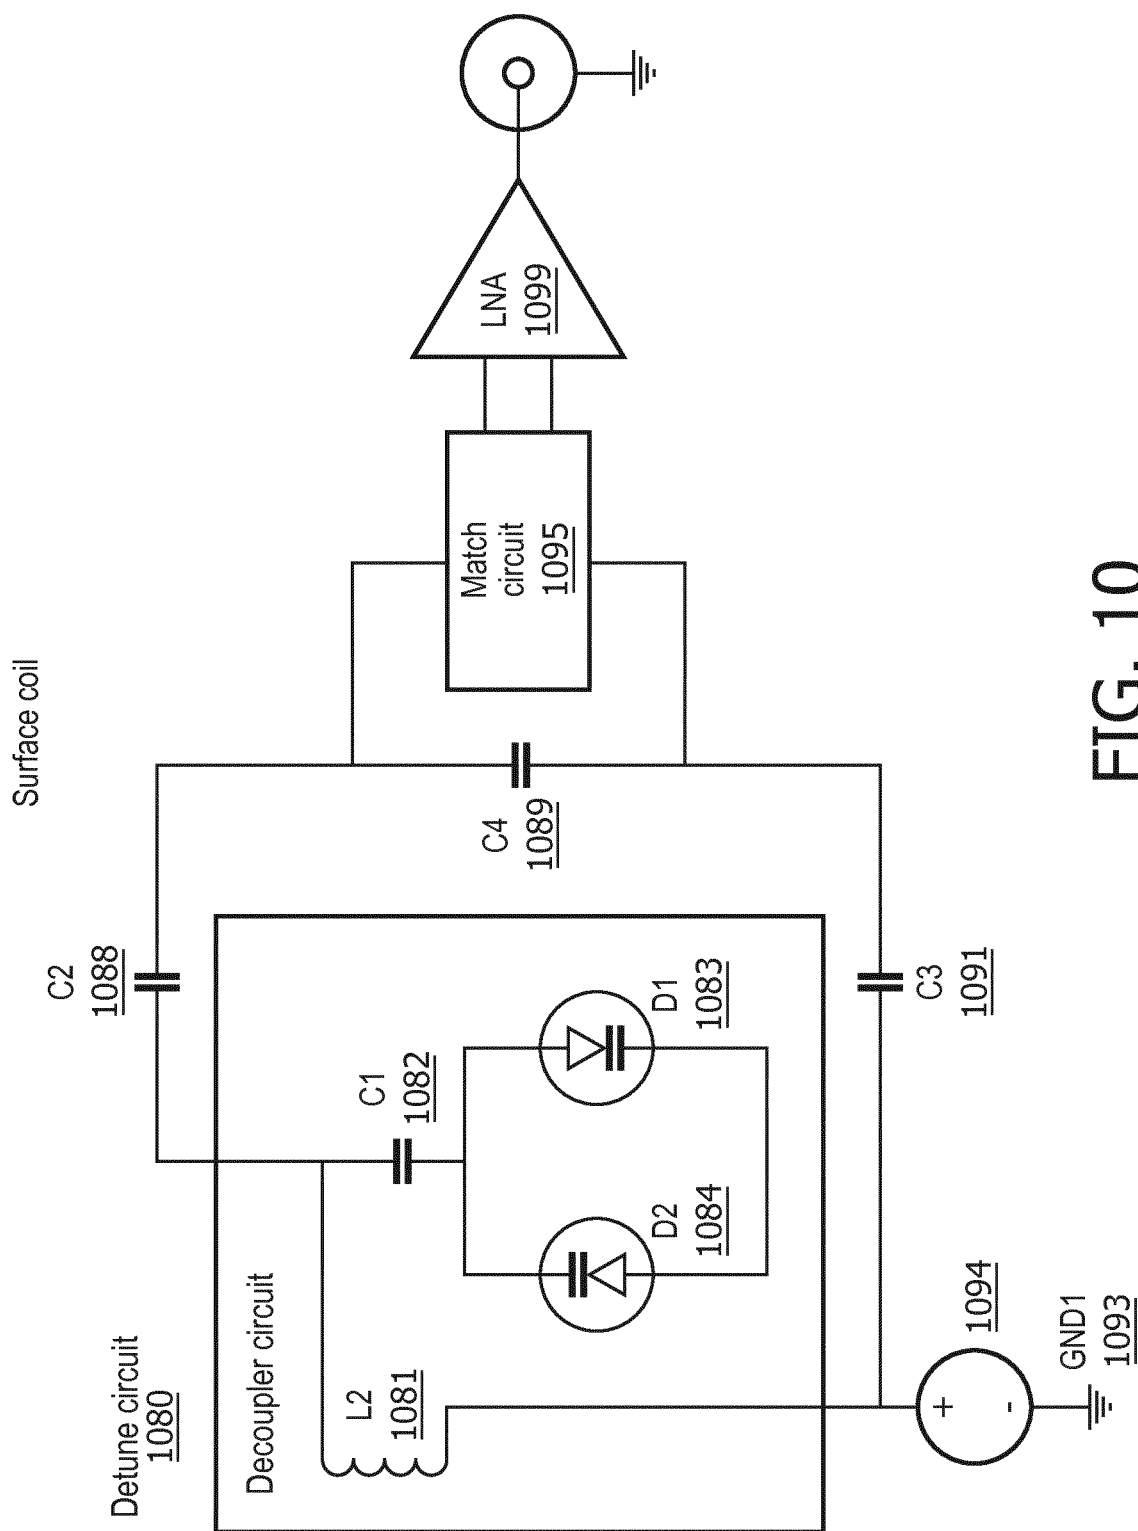 Surface coil
Detune circuit
1080
Decoupler circuit
L2
1081
C2
1088
C1
1082
D2
1084
D1
1083
C4
1089
C3
1091
Match
circuit
1095
LNA
1099
+
-
1094
GND1
1093
FIG. 10